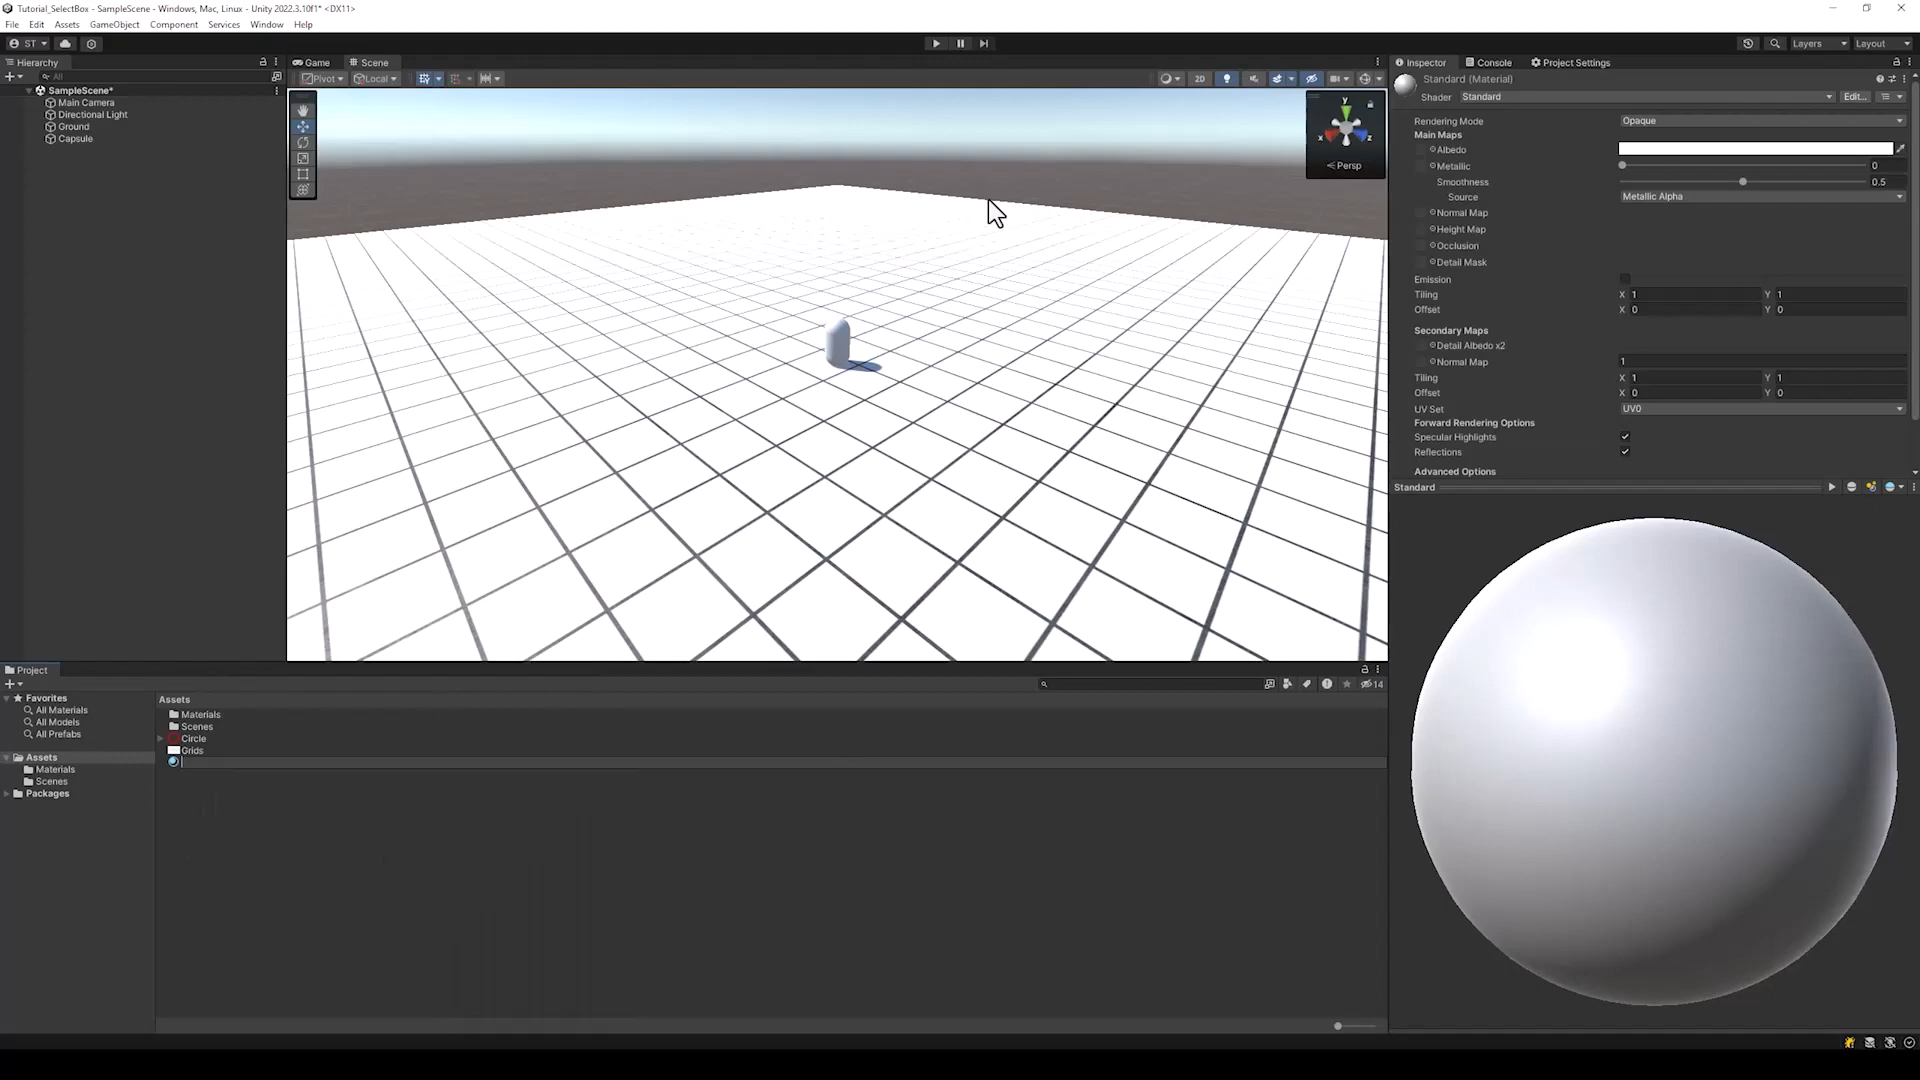 Tutorial_SelectBox - SampleScene - Windows, Mac, Linux - Unity 2022.3.10f1* <DX11>
File Edit Assets GameObject Component Services Window Help
ST Layers Layout
Hierarchy
All
SampleScene*
Main Camera
Directional Light
Ground
Capsule
Game Scene
Pivot Local 2D
y
x z
Persp
Inspector Console Project Settings
Standard (Material)
Shader Standard Edit...
Rendering Mode Opaque
Main Maps
Albedo
Metallic 0
Smoothness 0.5
Source Metallic Alpha
Normal Map
Height Map
Occlusion
Detail Mask
Emission
Tiling X 1 Y 1
Offset X 0 Y 0
Secondary Maps
Detail Albedo x2
Normal Map 1
Tiling X 1 Y 1
Offset X 0 Y 0
UV Set UV0
Forward Rendering Options
Specular Highlights
Reflections
Advanced Options
Standard
Project
14
Favorites
All Materials
All Models
All Prefabs
Assets
Materials
Scenes
Packages
Assets
Materials
Scenes
Circle
Grids